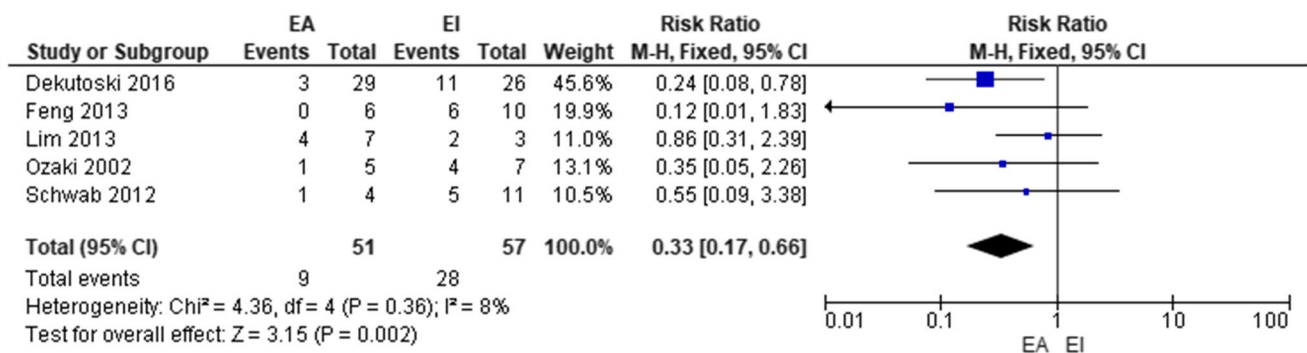 EA EI Risk Ratio Risk Ratio
Study or Subgroup Events Total Events Total Weight M-H, Fixed, 95% CI M-H, Fixed, 95% CI
Dekutoski 2016 3 29 11 26 45.6% 0.24 [0.08, 0.78]
Feng 2013 0 6 6 10 19.9% 0.12 [0.01, 1.83]
Lim 2013 4 7 2 3 11.0% 0.86 [0.31, 2.39]
Ozaki 2002 1 5 4 7 13.1% 0.35 [0.05, 2.26]
Schwab 2012 1 4 5 11 10.5% 0.55 [0.09, 3.38]
Total (95% CI) 51 57 100.0% 0.33 [0.17, 0.66]
Total events 9 28
Heterogeneity: Chi² = 4.36, df = 4 (P = 0.36); I² = 8%
Test for overall effect: Z = 3.15 (P = 0.002)
0.01 0.1 1 10 100
EA EI